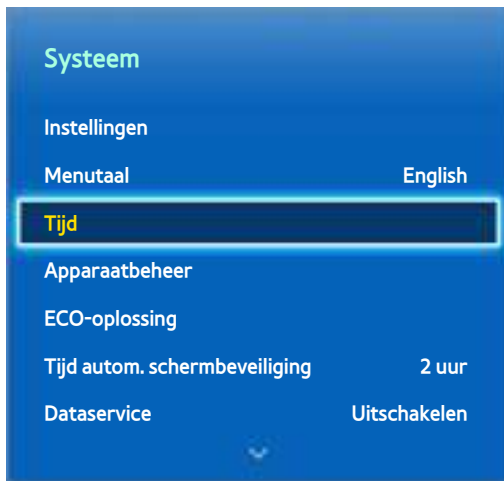 Systeem
Instellingen
Menutaal English
Tijd
Apparaatbeheer
ECO-oplossing
Tijd autom. schermbeveiliging 2 uur
Dataservice Uitschakelen